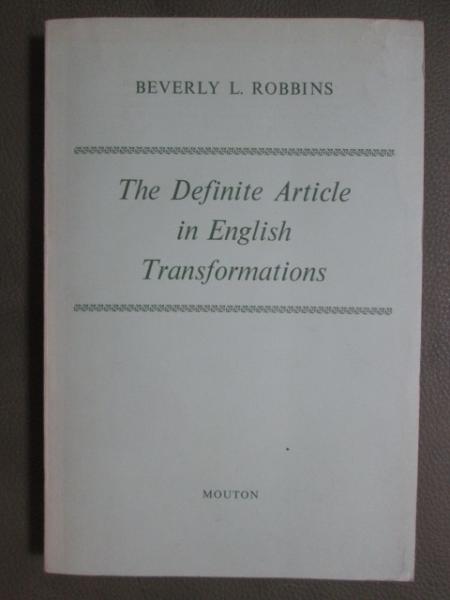 BEVERLY L. ROBBINS
The Definite Article
in English
Transformations
MOUTON